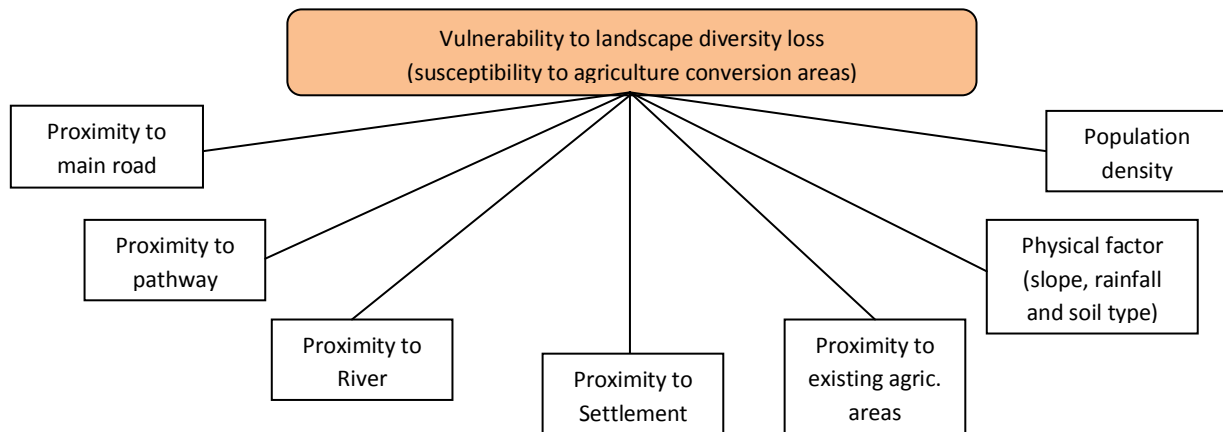 Vulnerability to landscape diversity loss
(susceptibility to agriculture conversion areas)
Proximity to
main road
Population
density
Proximity to
pathway
Physical factor
(slope, rainfall
and soil type)
Proximity to
River
Proximity to
Settlement
Proximity to
existing agric.
areas